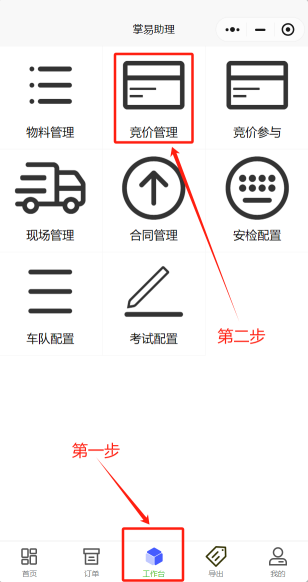 掌易助理
物料管理 竞价管理 竞价参与
现场管理 合同管理 安检配置
车队配置 考试配置
第二步
第一步
首页 订单 工作台 导出 我的